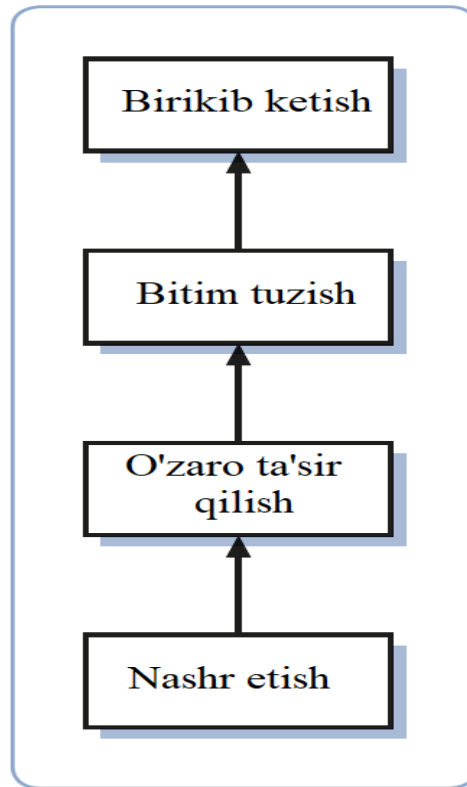 Birikib ketish
Bitim tuzish
O'zaro ta'sir
qilish
Nashr etish